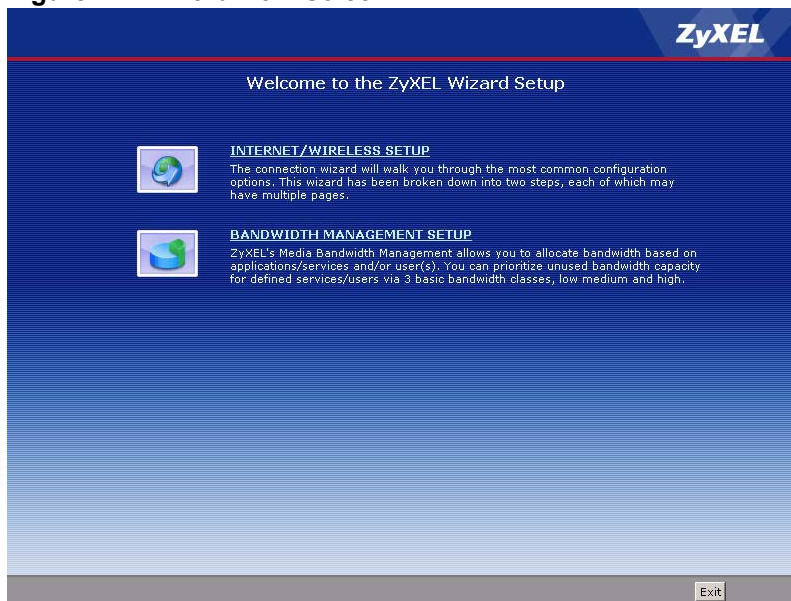 ZyXEL
Welcome to the ZyXEL Wizard Setup
INTERNET/WIRELESS SETUP
The connection wizard will walk you through the most common configuration
options. This wizard has been broken down into two steps, each of which may
have multiple pages.
BANDWIDTH MANAGEMENT SETUP
ZyXEL's Media Bandwidth Management allows you to allocate bandwidth based on
applications/services and/or user(s). You can prioritize unused bandwidth capacity
for defined services/users via 3 basic bandwidth classes, low medium and high.
Exit